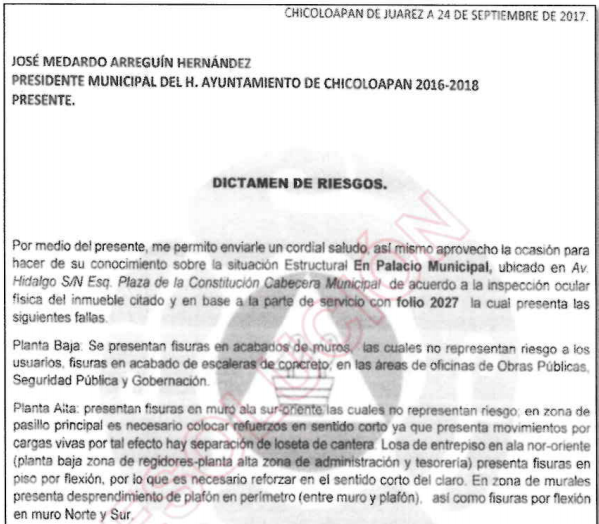 CHICOLOAPAN DE JUAREZ A 24 DE SEPTIEMBRE DE 2017.
JOSÉ MEDARDO ARREGUÍN HERNÁNDEZ
PRESIDENTE MUNICIPAL DEL H. AYUNTAMIENTO DE CHICOLOAPAN 2016-2018
PRESENTE.
DICTAMEN DE RIESGOS.
Por medio del presente, me permito enviarle un cordial saludo, así mismo aprovecho la ocasión para
hacer de su conocimiento sobre la situación Estructural En Palacio Municipal, ubicado en Av.
Hidalgo S/N Esq. Plaza de la Constitución Cabecera Municipal de acuerdo a la inspección ocular
física del inmueble citado y en base a la parte de servicio con folio 2027 la cual presenta las
siguientes fallas.
Planta Baja: Se presentan fisuras en acabados de muros, las cuales no representan riesgo a los
usuarios, fisuras en acabado de escaleras de concreto, en las áreas de oficinas de Obras Públicas,
Seguridad Pública y Gobernación.
Planta Alta: presentan fisuras en muro ala sur-oriente las cuales no representan riesgo, en zona de
pasillo principal es necesario colocar refuerzos en sentido corto ya que presenta movimientos por
cargas vivas por tal efecto hay separación de loseta de cantera. Losa de entrepiso en ala nor-oriente
(planta baja zona de regidores-planta alta zona de administración y tesorería) presenta fisuras en
piso por flexión, por lo que es necesario reforzar en el sentido corto del claro. En zona de murales
presenta desprendimiento de plafón en perímetro (entre muro y plafón), así como fisuras por flexión
en muro Norte y Sur.